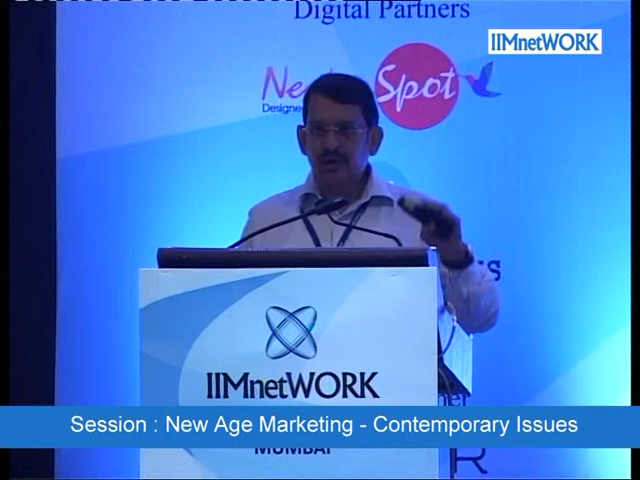 Digital Partners
IIMnetWORK
Spot
IIMnetWORK
Session : New Age Marketing - Contemporary Issues
MUMBAI